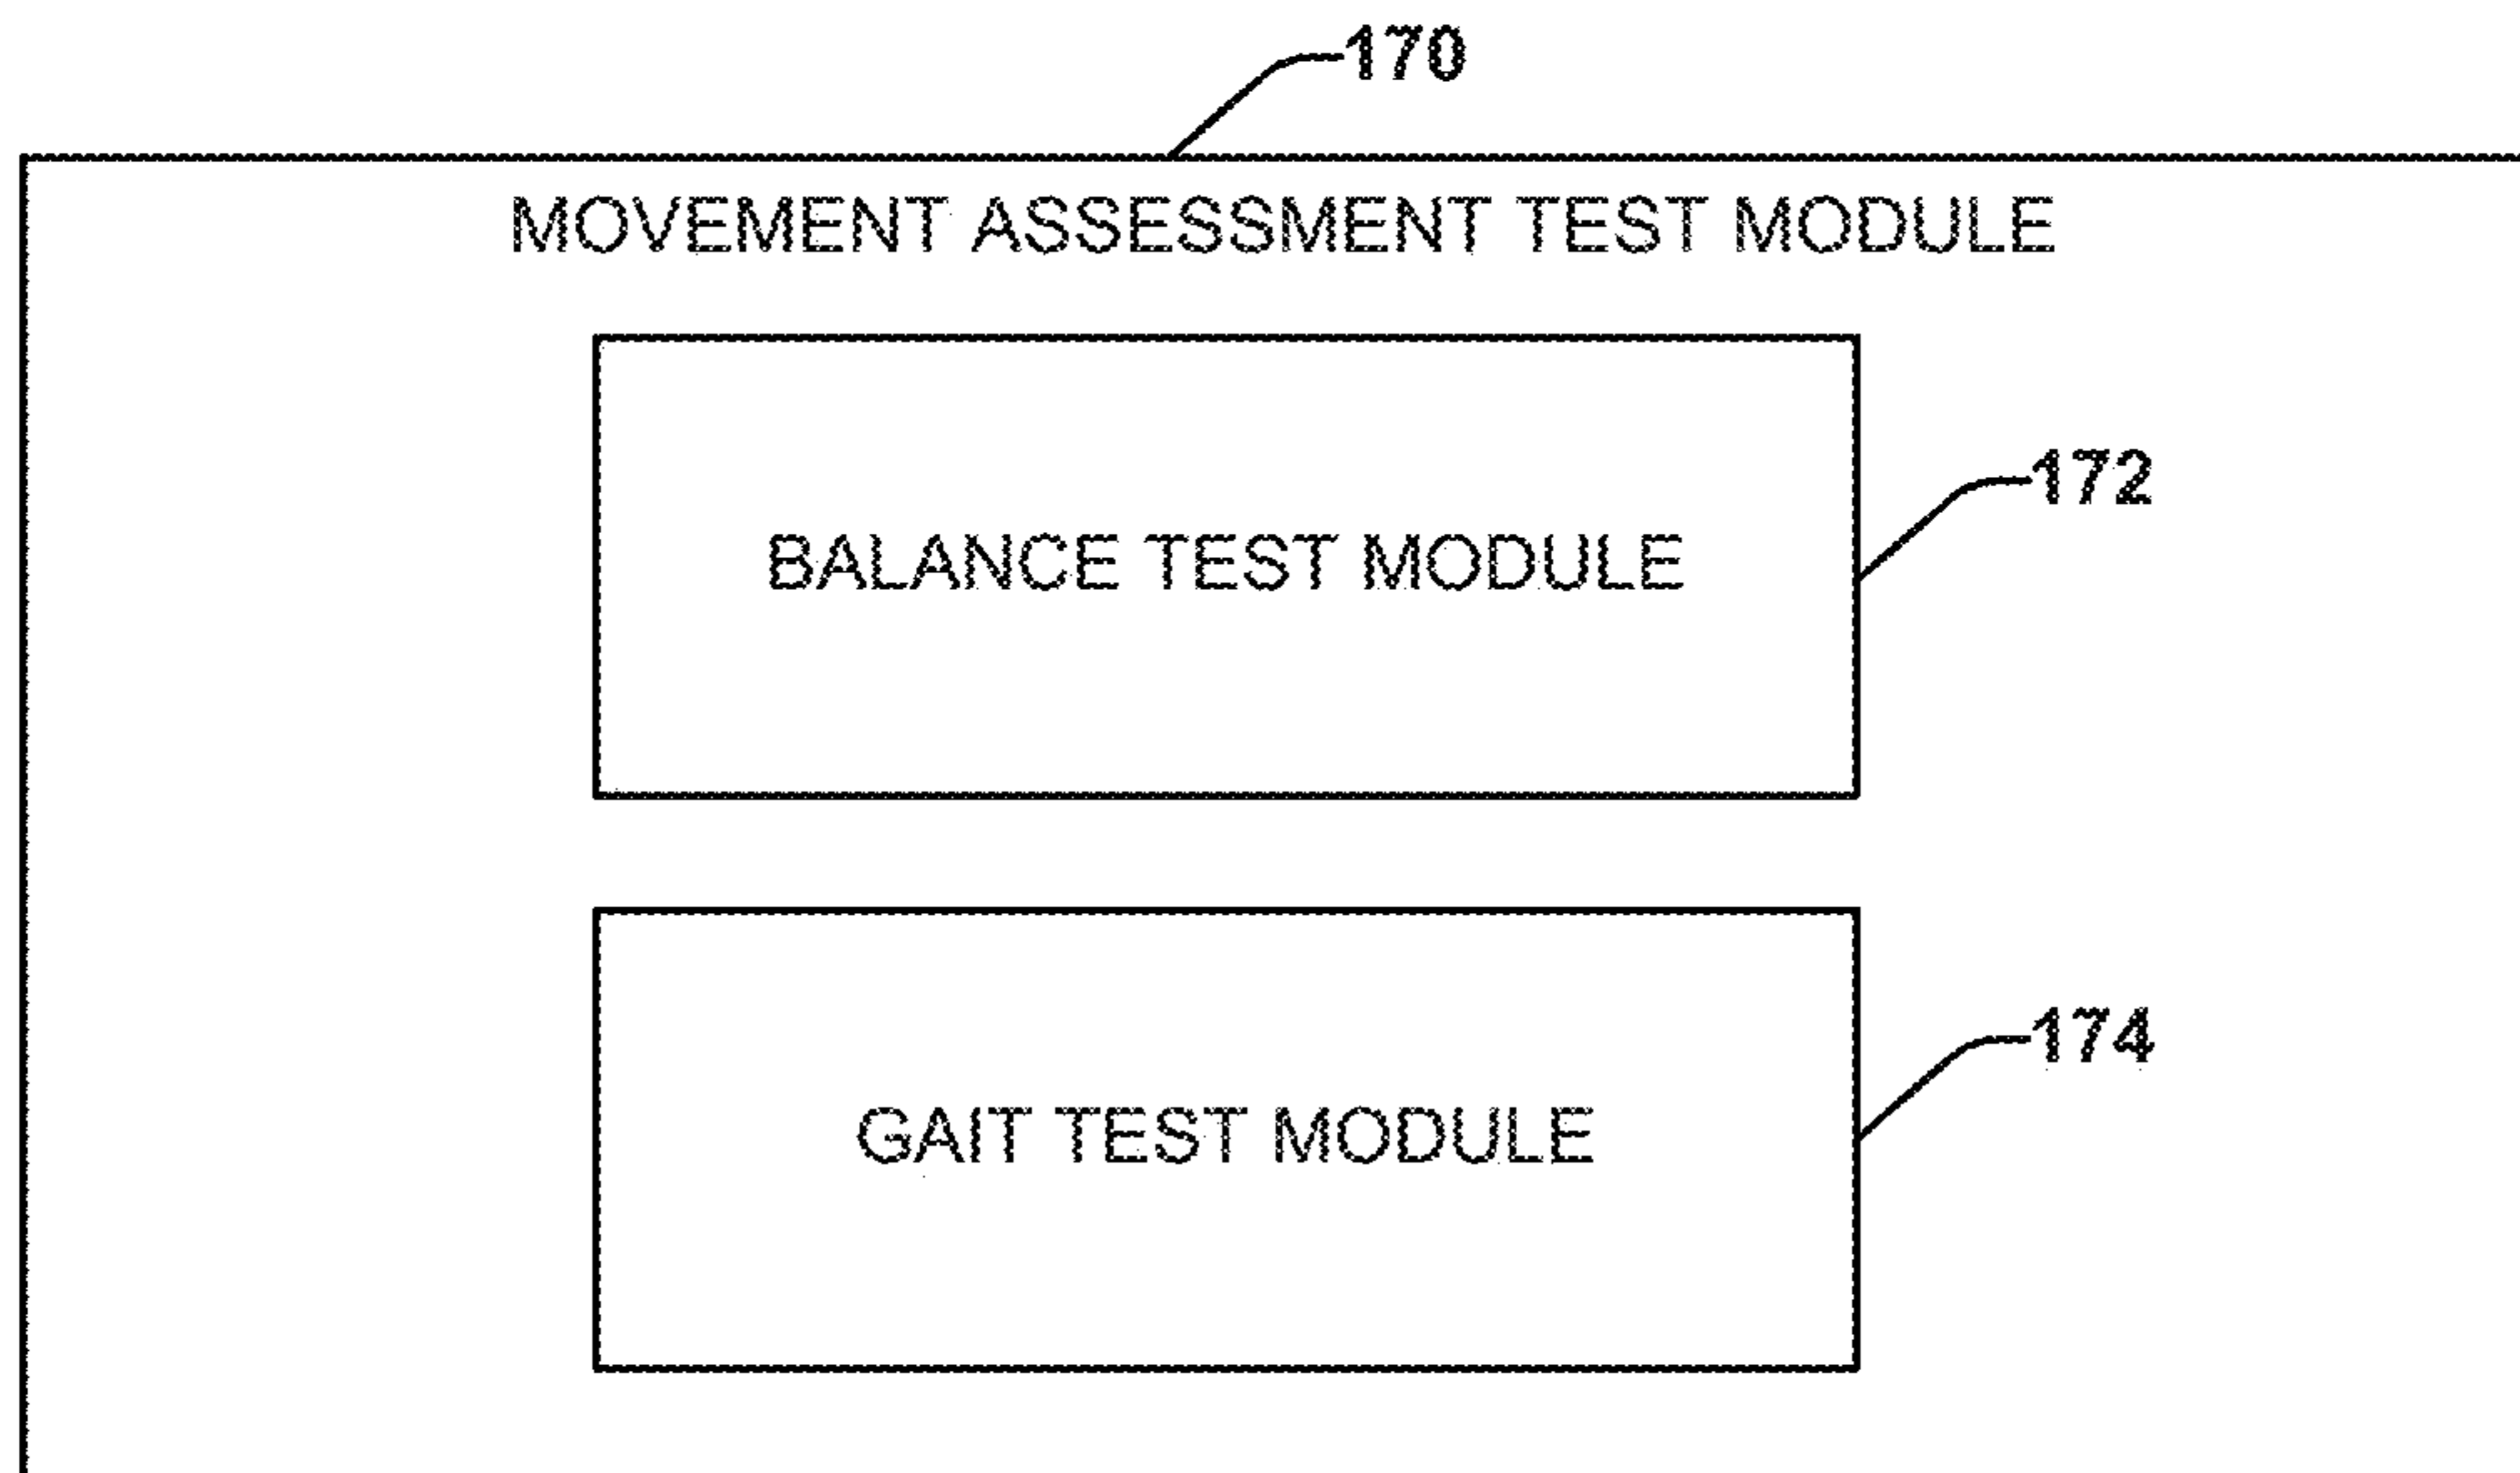 170
MOVEMENT ASSESSMENT TEST MODULE
172
BALANCE TEST MODULE
174
GAIT TEST MODULE